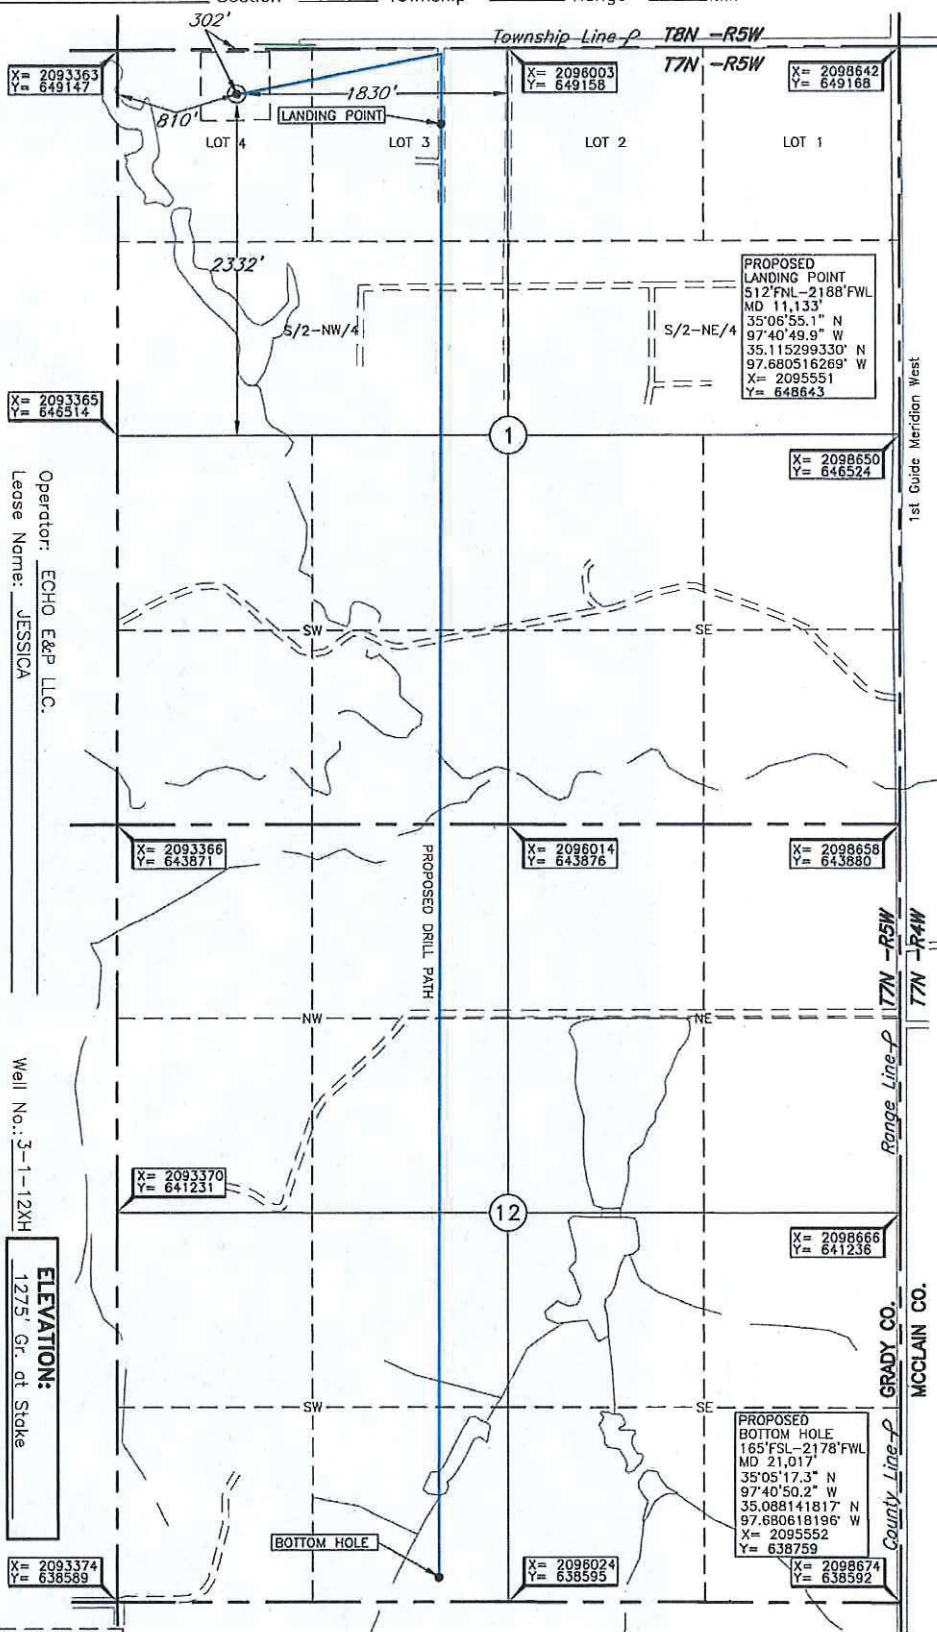 Section Township Range
302'
Township Line
T8N -R5W
T7N -R5W
X= 2093363
Y= 649147
X= 2096003
Y= 649158
X= 2098642
Y= 649168
1830'
810'
LANDING POINT
LOT 4
LOT 3
LOT 2
LOT 1
2332'
PROPOSED
LANDING POINT
512'FNL-2188'FWL
MD 11,133'
35°06'55.1" N
97°40'49.9" W
35.115299330° N
97.680516269° W
X= 2095551
Y= 648643
S/2-NW/4
S/2-NE/4
1st Guide Meridian West
X= 2093365
Y= 646514
1
X= 2098650
Y= 646524
Operator: ECHO E&P LLC.
Lease Name: JESSICA
SW
SE
X= 2093366
Y= 643871
X= 2096014
Y= 643876
X= 2098658
Y= 643880
PROPOSED DRILL PATH
T7N -R5W
T7N -R4W
NW
NE
Range Line
Well No.: 3-1-12XH
X= 2093370
Y= 641231
12
X= 2098666
Y= 641236
ELEVATION:
1275' Gr. at Stake
GRADY CO.
MCCLAIN CO.
SW
SE
County Line
PROPOSED
BOTTOM HOLE
165'FSL-2178'FWL
MD 21,017'
35°05'17.3" N
97°40'50.2" W
35.088141817° N
97.680618196° W
X= 2095552
Y= 638759
BOTTOM HOLE
X= 2093374
Y= 638589
X= 2096024
Y= 638595
X= 2098674
Y= 638592